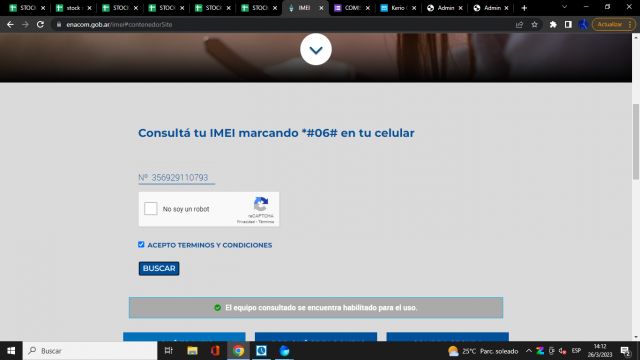 STOC
stock
STOCK
STOCK
STOCK
STOCK
IMEI
COMIS
Kerio
Admin
Admin
enacom.gob.ar/imei#contenedorSite
Actualizar
Consultá tu IMEI marcando *#06# en tu celular
Nº 356929110793
No soy un robot
reCAPTCHA
Privacidad - Términos
ACEPTO TERMINOS Y CONDICIONES
BUSCAR
El equipo consultado se encuentra habilitado para el uso.
Buscar
25°C Parc. soleado
ESP
14:12
26/3/2023